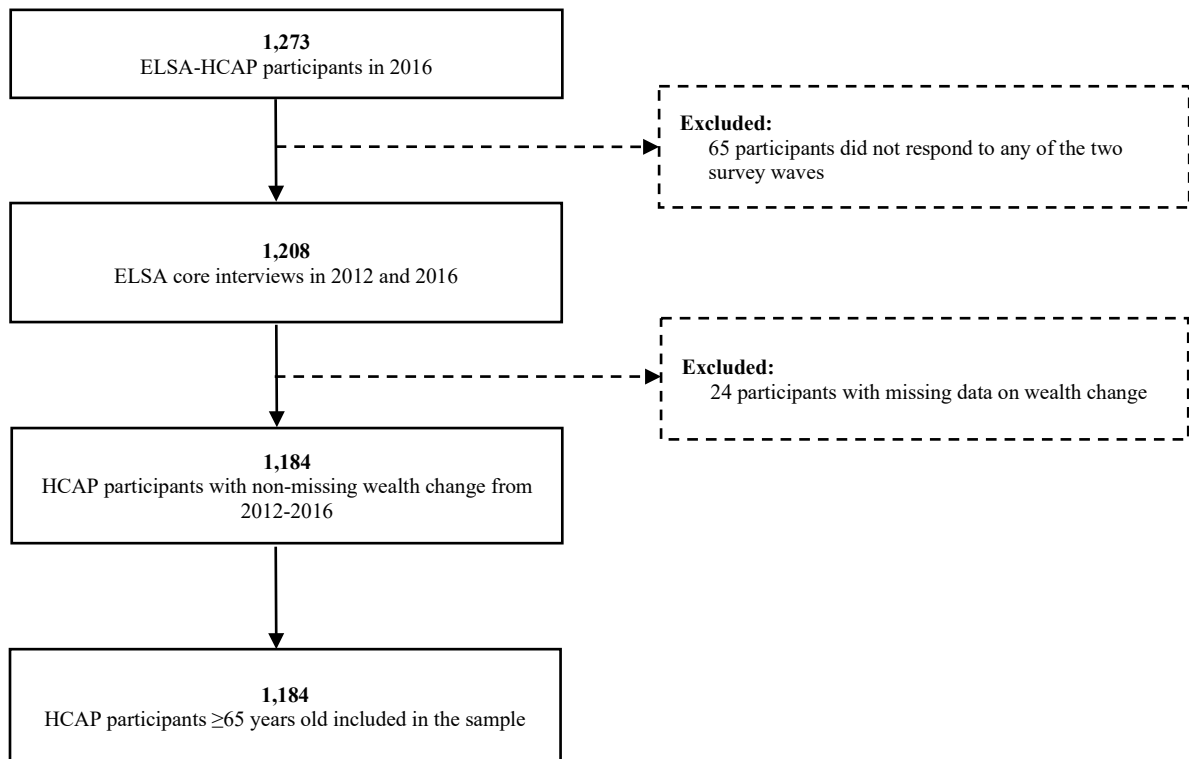 1,273
ELSA-HCAP participants in 2016
Excluded:
65 participants did not respond to any of the two
survey waves
1,208
ELSA core interviews in 2012 and 2016
Excluded:
24 participants with missing data on wealth change
1,184
HCAP participants with non-missing wealth change from
2012-2016
1,184
HCAP participants ≥65 years old included in the sample